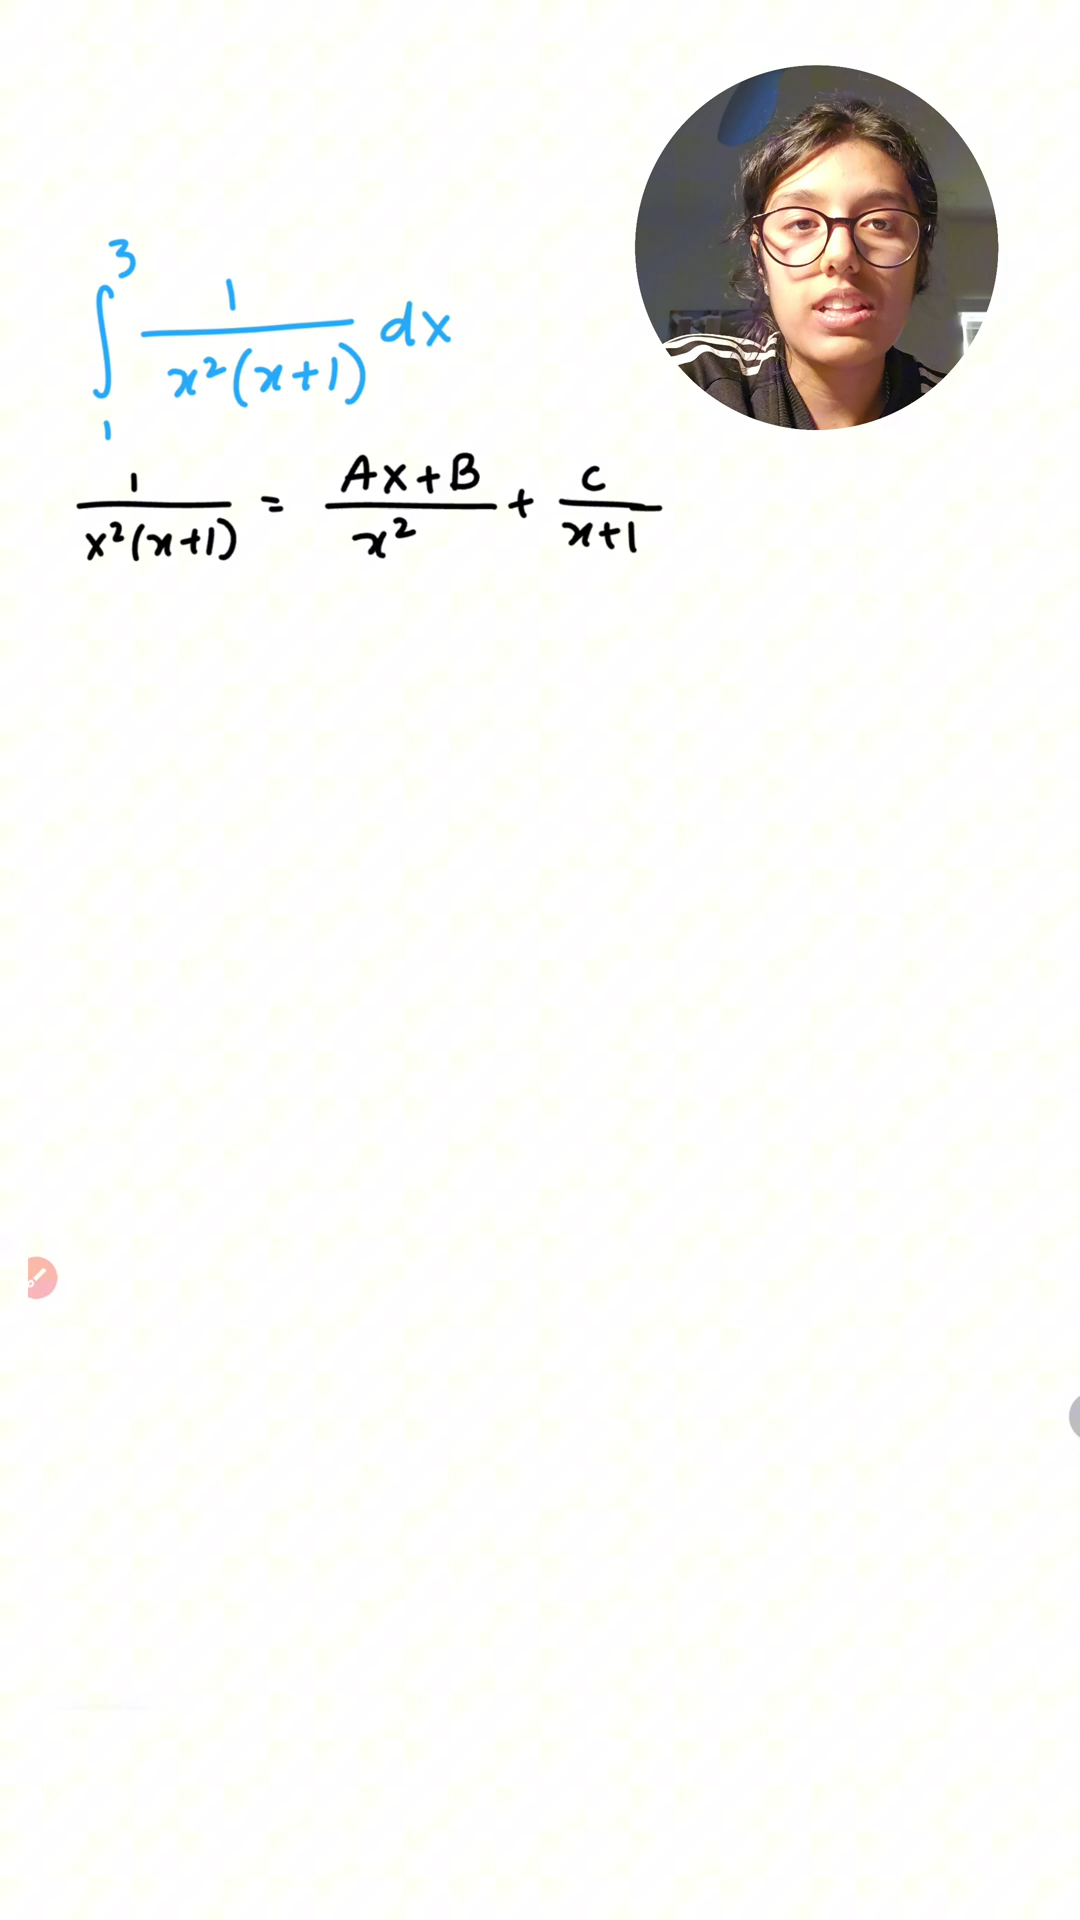 ∫₁³ 1/(x²(x+1)) dx
1/(x²(x+1)) = (Ax+B)/x² + C/(x+1)